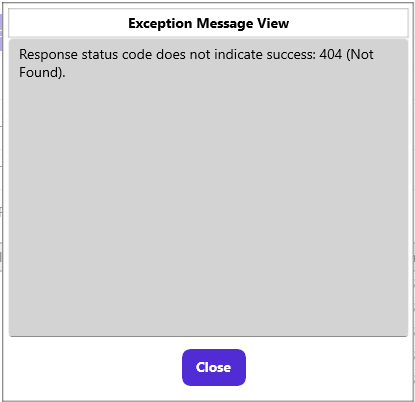 Exception Message View
Response status code does not indicate success: 404 (Not
Found).
Close